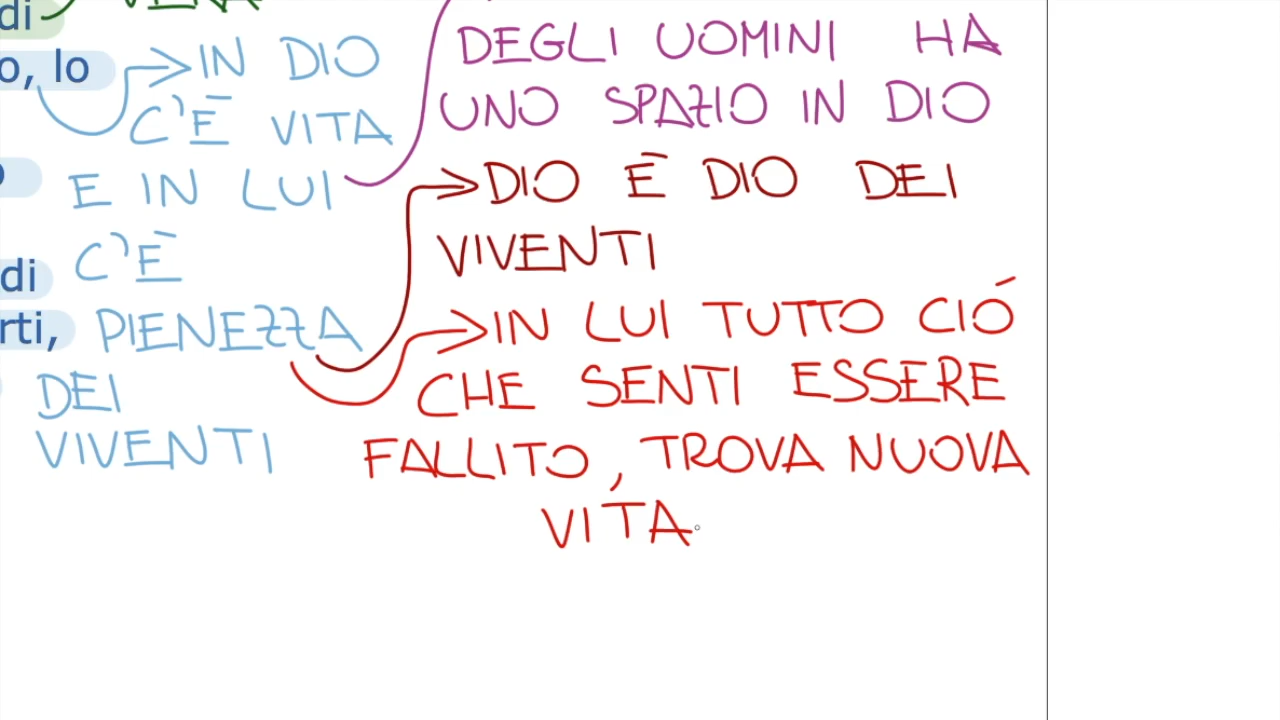 di
o, lo
di
rti,
IN DIO
C'È VITA
E IN LUI
C'È
PIENEZZA
DEI
VIVENTI
DEGLI UOMINI HA
UNO SPAZIO IN DIO
DIO È DIO DEI
VIVENTI
IN LUI TUTTO CIÓ
CHE SENTI ESSERE
FALLITO, TROVA NUOVA
VITA